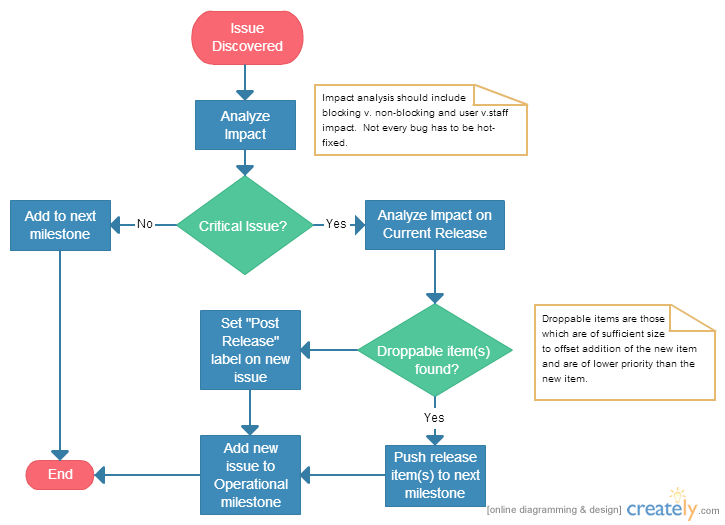 Issue
Discovered
Analyze
Impact
Impact analysis should include
blocking v. non-blocking and user v.staff
impact.  Not every bug has to be hot-
fixed.
Add to next
milestone
No
Critical Issue?
Yes
Analyze Impact on
Current Release
Set "Post
Release"
label on new
issue
Droppable item(s)
found?
Droppable items are those
which are of sufficient size
to offset addition of the new item
and are of lower priority than the
new item.
Yes
End
Add new
issue to
Operational
milestone
Push release
item(s) to next
milestone
[online diagramming & design] creately.com